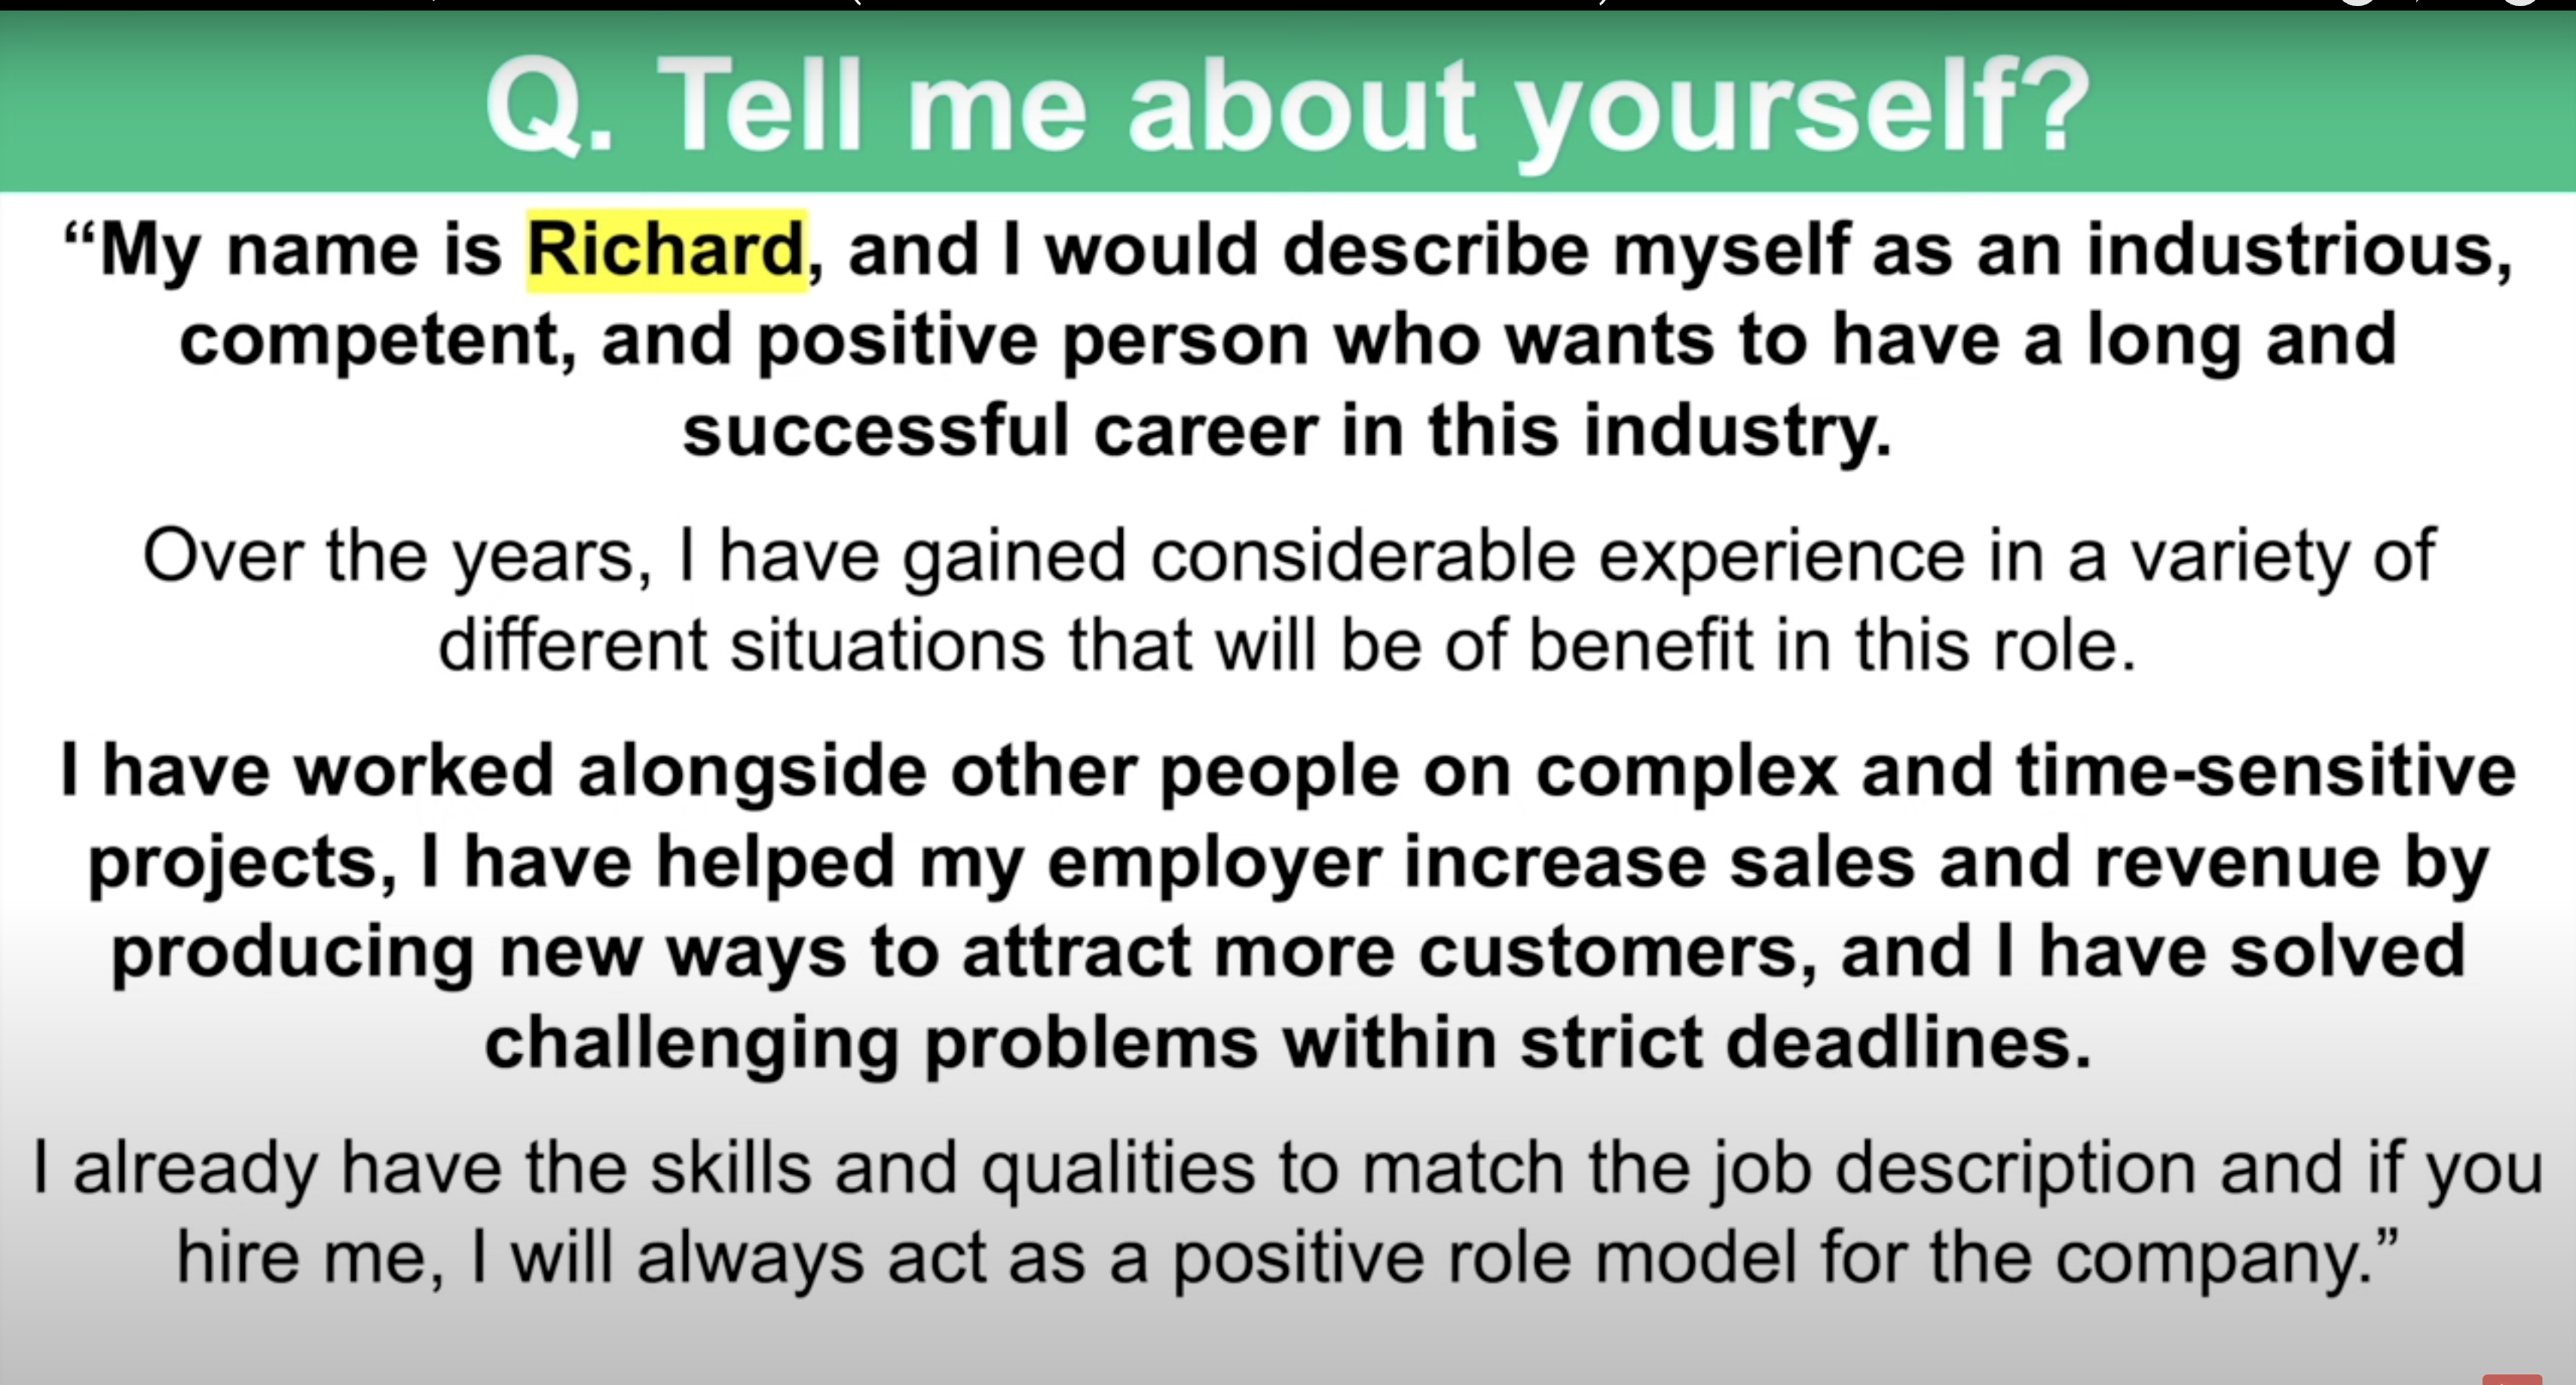 Q. Tell me about yourself?
“My name is Richard, and I would describe myself as an industrious,
competent, and positive person who wants to have a long and
successful career in this industry.
Over the years, I have gained considerable experience in a variety of
different situations that will be of benefit in this role.
I have worked alongside other people on complex and time-sensitive
projects, I have helped my employer increase sales and revenue by
producing new ways to attract more customers, and I have solved
challenging problems within strict deadlines.
I already have the skills and qualities to match the job description and if you
hire me, I will always act as a positive role model for the company.”